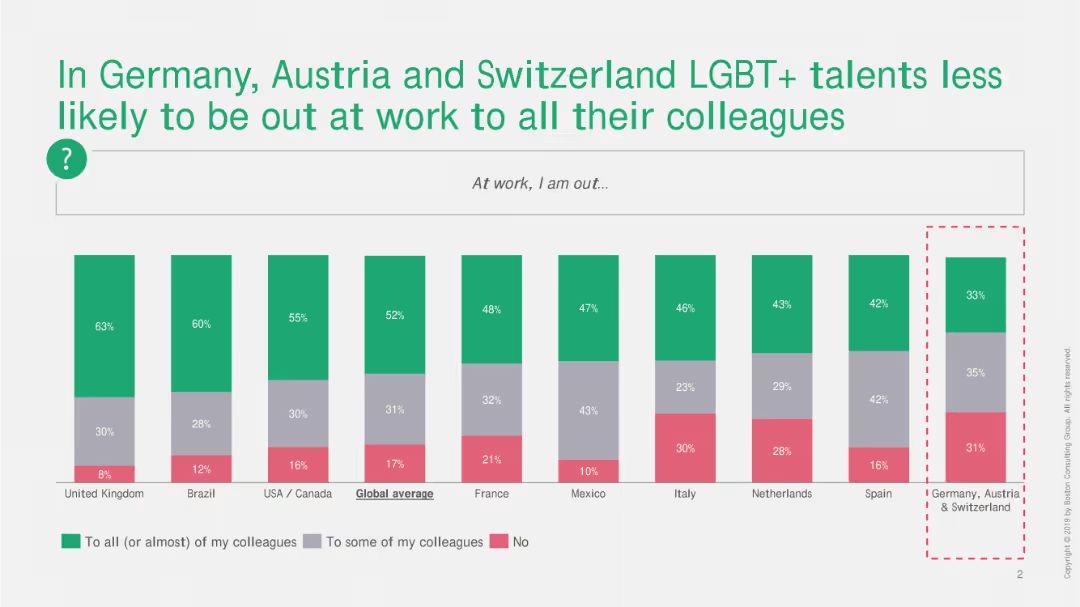 In Germany, Austria and Switzerland LGBT+ talents less
likely to be out at work to all their colleagues
?
At work, I am out...
63% 60% 55% 52% 48% 47% 46% 43% 42% 33%
30% 28% 30% 31% 32% 43% 23% 29% 42% 35%
8% 12% 16% 17% 21% 10% 30% 28% 16% 31%
United Kingdom Brazil USA / Canada Global average France Mexico Italy Netherlands Spain Germany, Austria
& Switzerland
To all (or almost) of my colleagues To some of my colleagues No
2
Copyright © 2019 by Boston Consulting Group. All rights reserved.